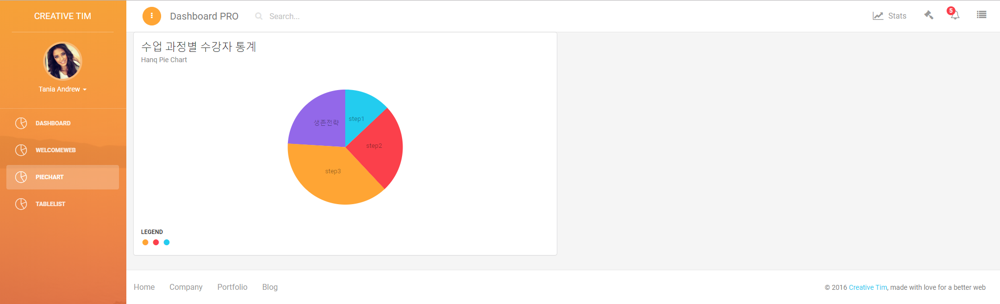 CREATIVE TIM
Tania Andrew
DASHBOARD
WELCOMEWEB
PIECHART
TABLELIST
Dashboard PRO
Search...
Stats
5
수업 과정별 수강자 통계
Hanq Pie Chart
생존전략
step1
step2
step3
LEGEND
Home Company Portfolio Blog
© 2016 Creative Tim, made with love for a better web